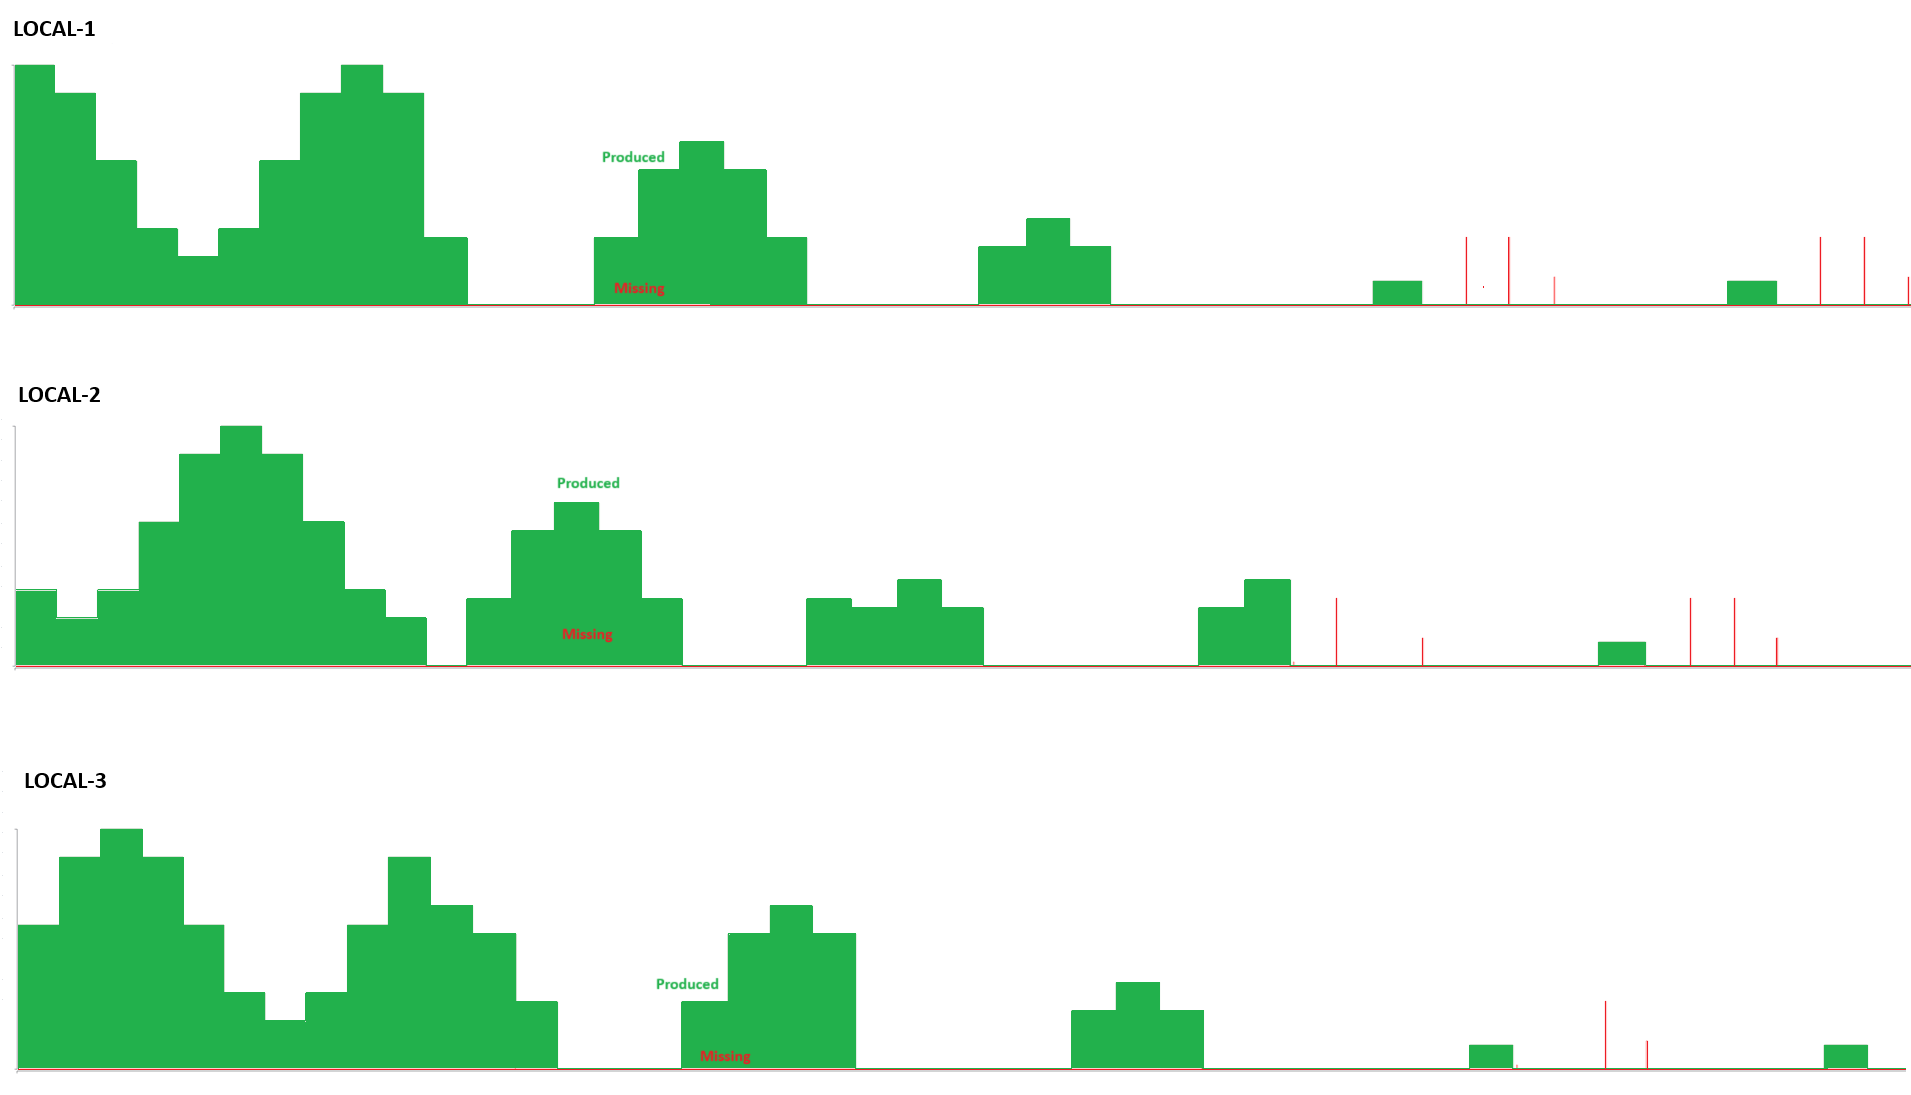 LOCAL-1
Produced
Missing
LOCAL-2
Produced
Missing
LOCAL-3
Produced
Missing